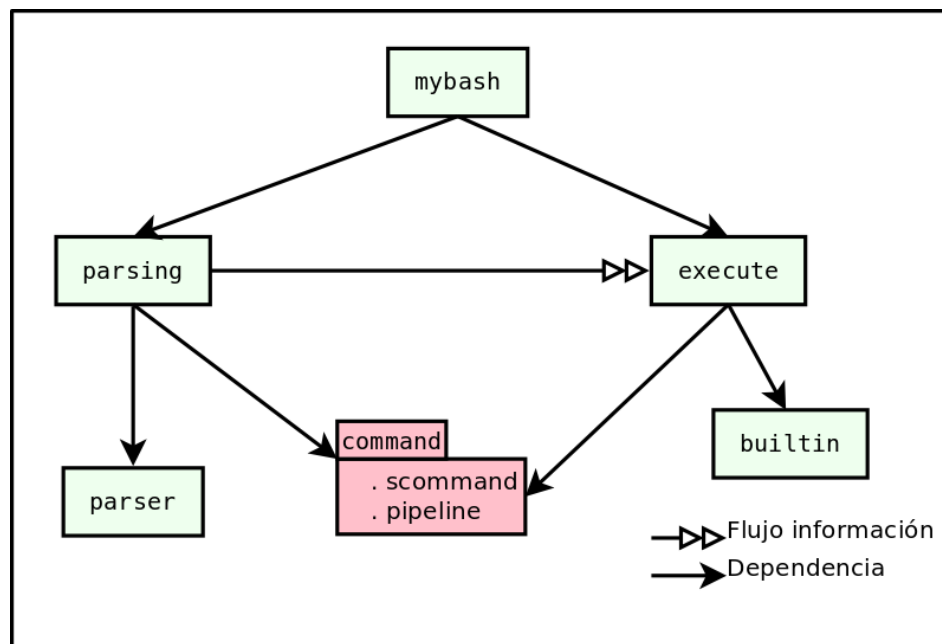 mybash
parsing
execute
command
. scommand
. pipeline
builtin
parser
Flujo información
Dependencia